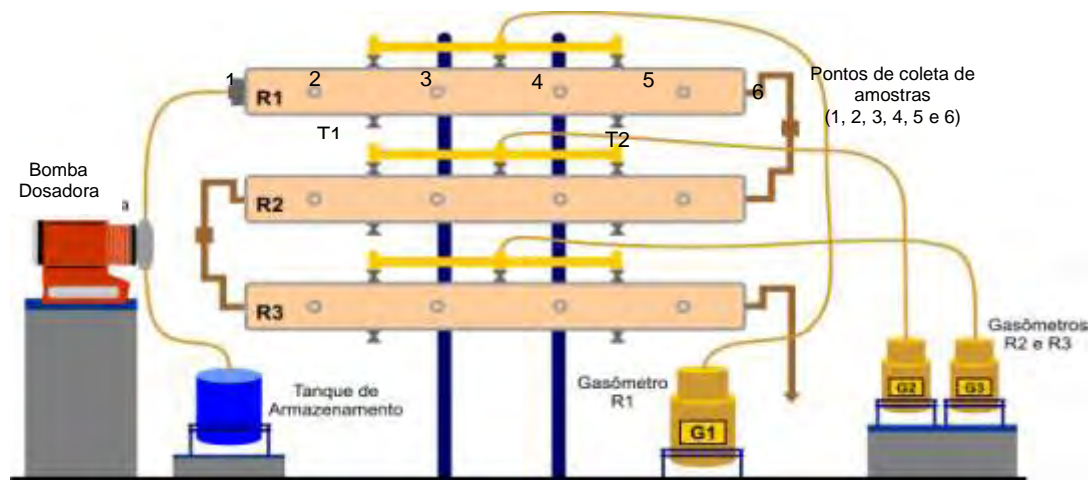 1
2
3
4
5
6
R1
Pontos de coleta de
amostras
(1, 2, 3, 4, 5 e 6)
T1
T2
Bomba
Dosadora
a
R2
R3
Tanque de
Armazenamento
Gasômetro
R1
G1
Gasômetros
R2 e R3
G2
G3